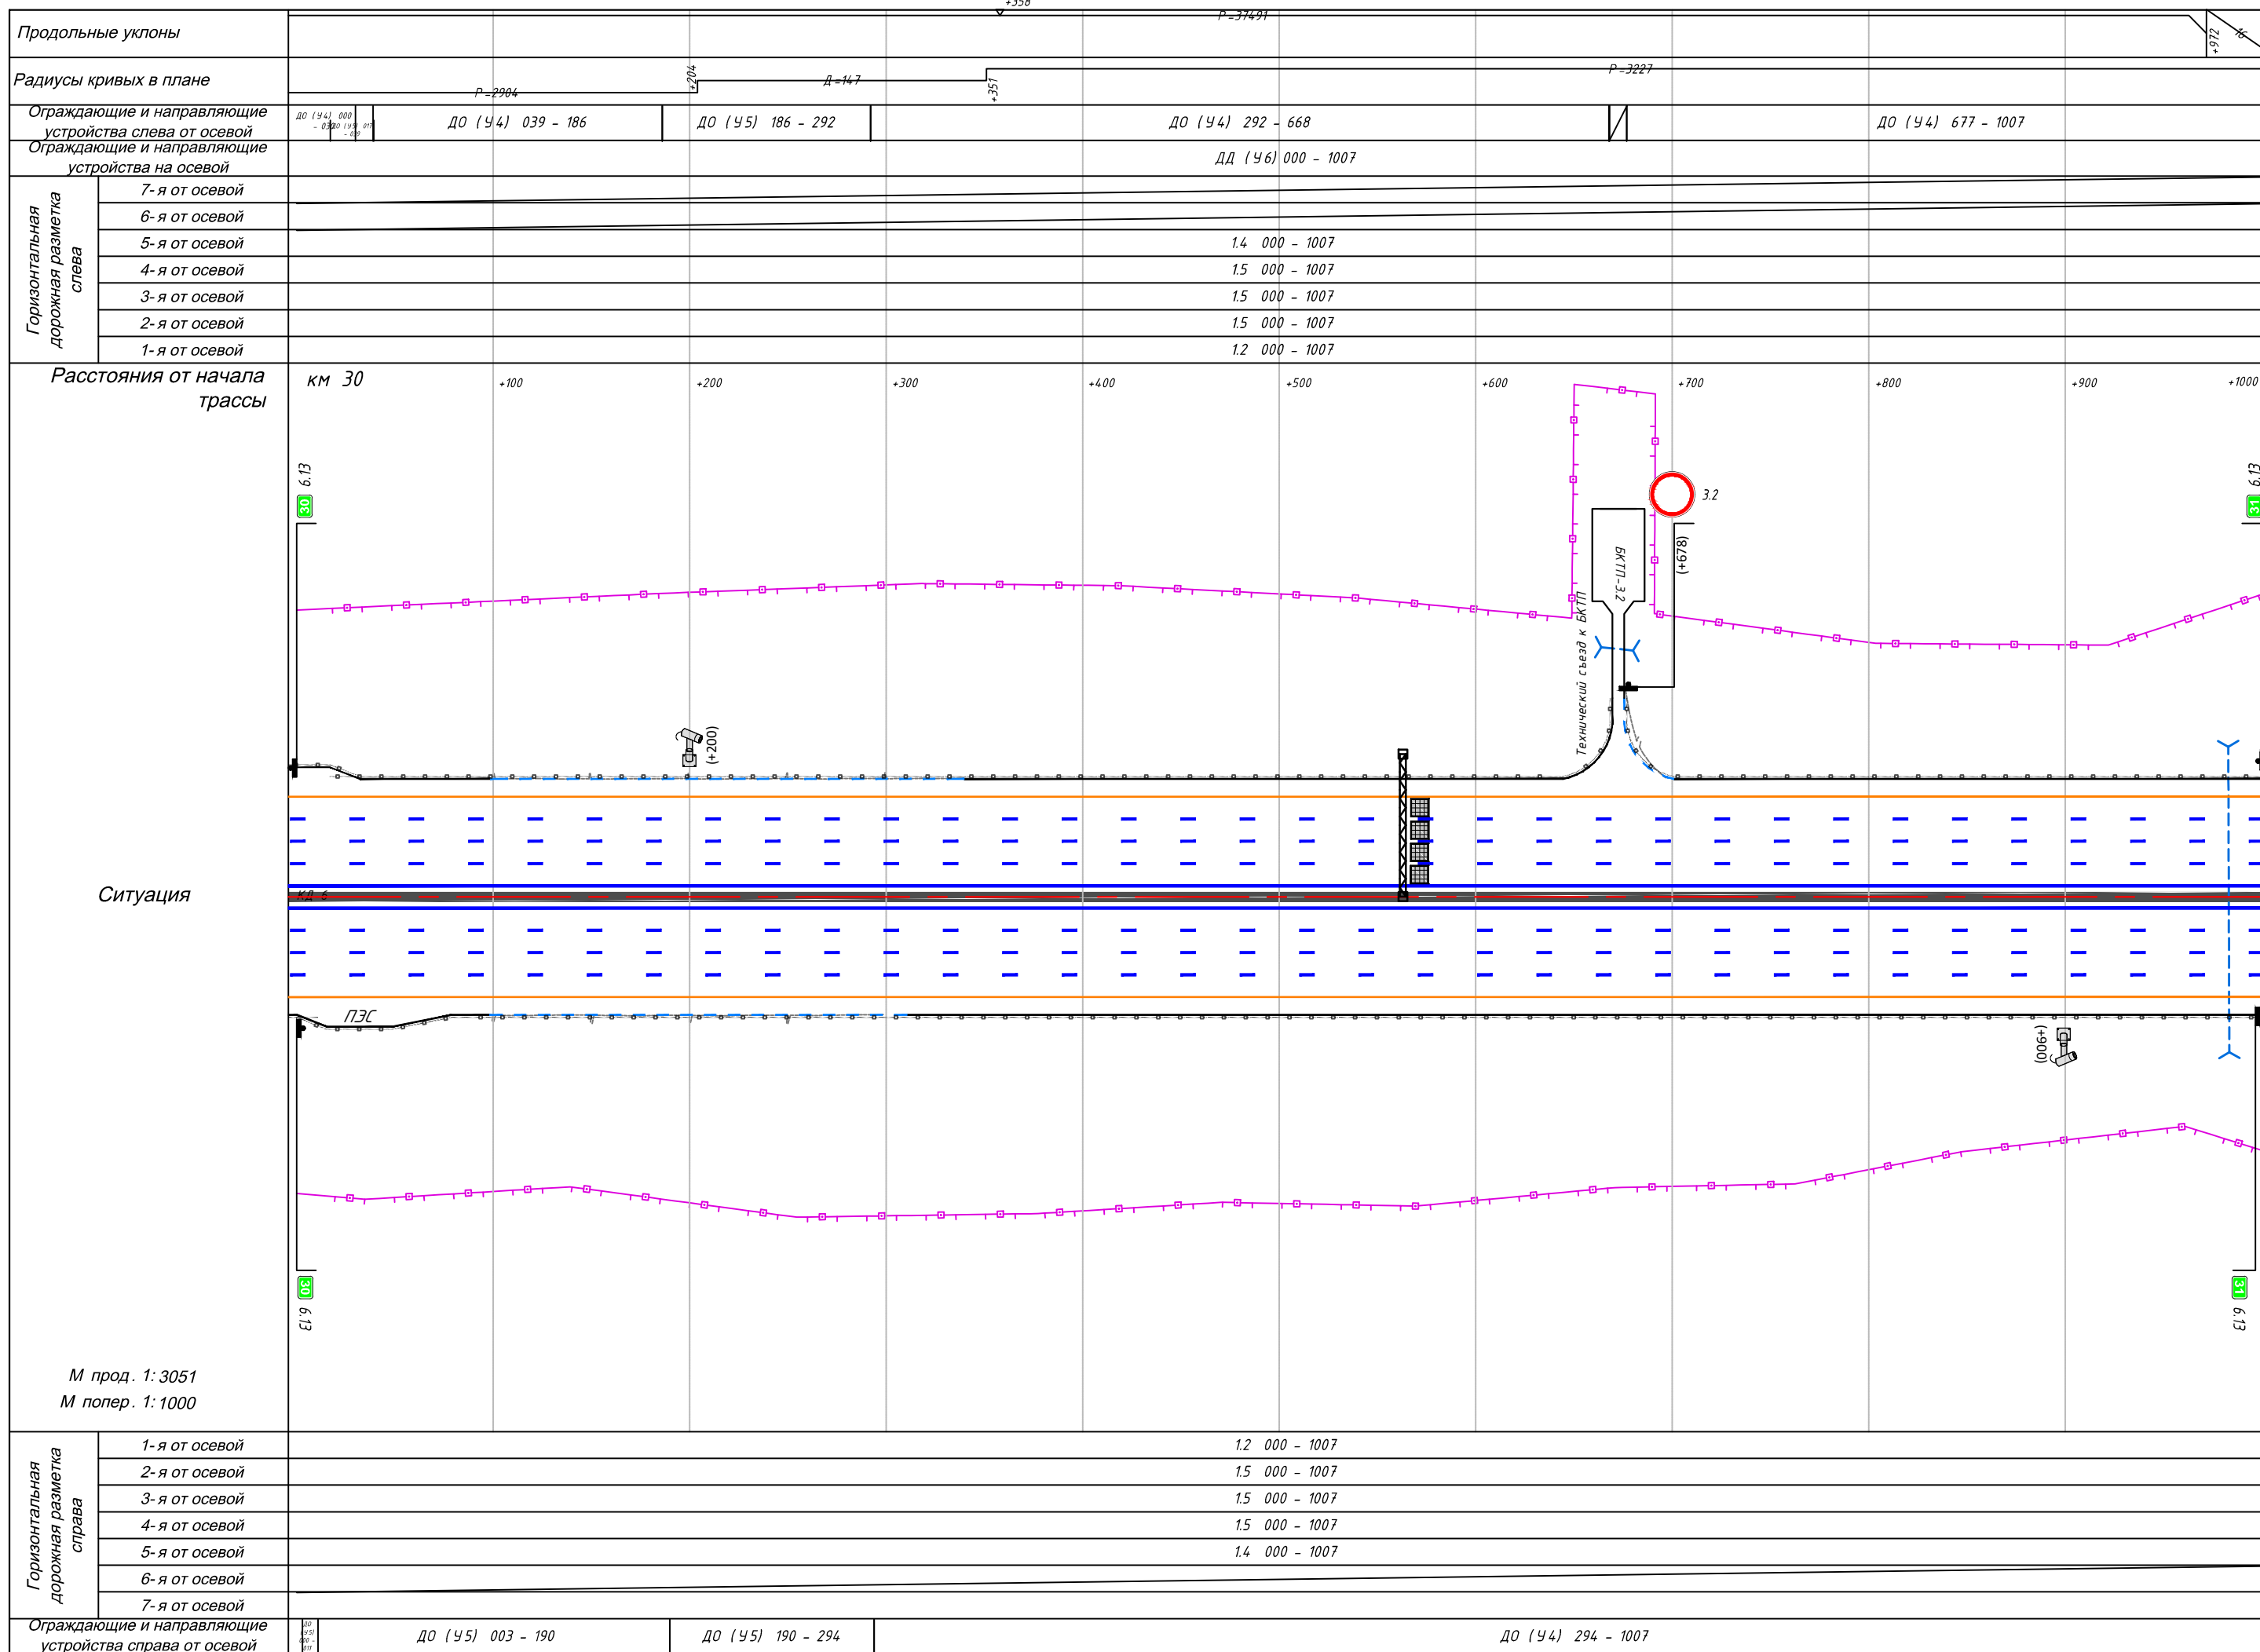 +358
Р=37491
Продольные уклоны
+972
16
Радиусы кривых в плане
Р=2904
+204
Д=147
+351
Р=3227
Ограждающие и направляющие
устройства слева от осевой
ДО (У4) 000
ДО (У4) 039 - 186
ДО (У5) 186 - 292
ДО (У4) 292 - 668
ДО (У4) 677 - 1007
Ограждающие и направляющие
устройства на осевой
ДД (У6) 000 - 1007
Горизонтальная
дорожная разметка
слева
7-я от осевой
6-я от осевой
5-я от осевой
1.4 000 - 1007
4-я от осевой
1.5 000 - 1007
3-я от осевой
1.5 000 - 1007
2-я от осевой
1.5 000 - 1007
1-я от осевой
1.2 000 - 1007
Расстояния от начала
трассы
км 30
+100
+200
+300
+400
+500
+600
+700
+800
+900
+1000
6.13
30
3.2
6.13
31
(+678)
БКТП-3.2
Технический съезд к БКТП
(+200)
Ситуация
КД-6
ПЭС
(+900)
30
6.13
31
6.13
М прод. 1:3051
М попер. 1:1000
Горизонтальная
дорожная разметка
справа
1-я от осевой
1.2 000 - 1007
2-я от осевой
1.5 000 - 1007
3-я от осевой
1.5 000 - 1007
4-я от осевой
1.5 000 - 1007
5-я от осевой
1.4 000 - 1007
6-я от осевой
7-я от осевой
Ограждающие и направляющие
устройства справа от осевой
ДО (У5) 003 - 190
ДО (У5) 190 - 294
ДО (У4) 294 - 1007